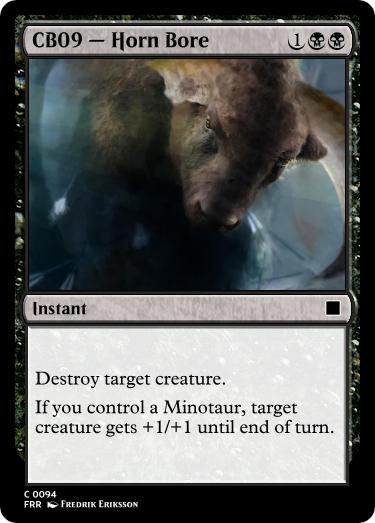 CB09 — Horn Bore 1
Instant
Destroy target creature.
If you control a Minotaur, target
creature gets +1/+1 until end of turn.
C 0094
FRR Fredrik Eriksson